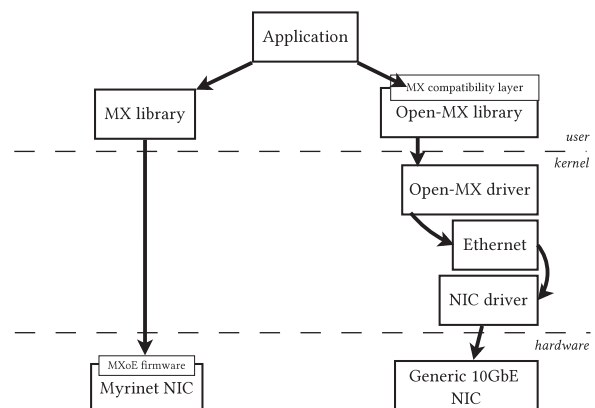 Application
MX library
MX compatibility layer
Open-MX library
user
kernel
Open-MX driver
Ethernet
NIC driver
hardware
MXoE firmware
Myrinet NIC
Generic 10GbE
NIC